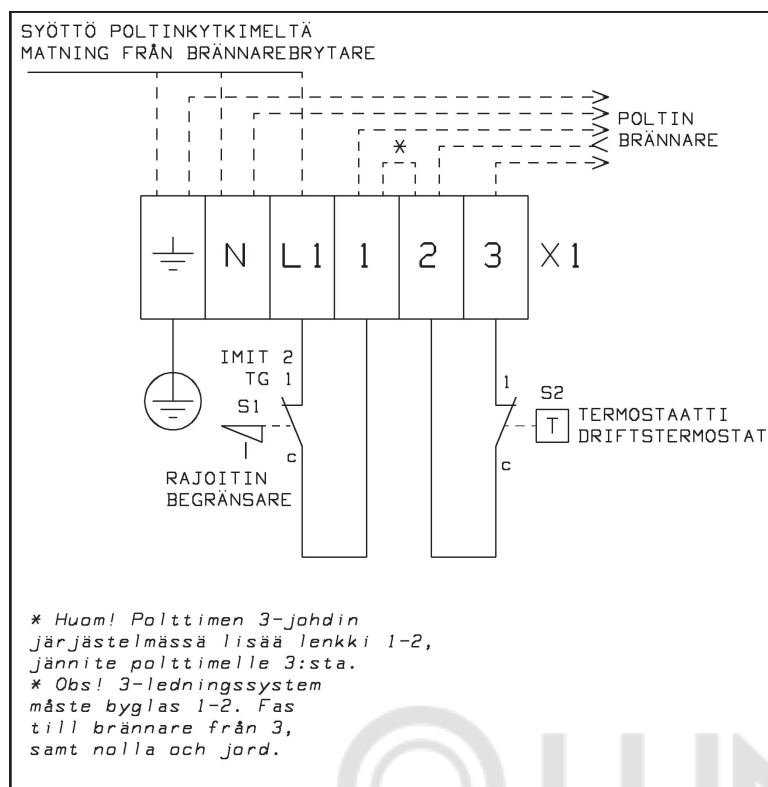 SYÖTTÖ POLTINKYTKIMELTÄ
MATNING FRÅN BRÄNNAREBRYTARE
POLTIN
BRÄNNARE
*
N L1 1 2 3 X1
IMIT 2
TG 1
S1
c
RAJOITIN
BEGRÄNSARE
1
S2
T
TERMOSTAATTI
DRIFTSTERMOSTAT
c
* Huom! Polttimen 3-johdin
järjästelmässä lisää lenkki 1-2,
jännite polttimelle 3:sta.
* Obs! 3-ledningssystem
måste byglas 1-2. Fas
till brännare från 3,
samt nolla och jord.